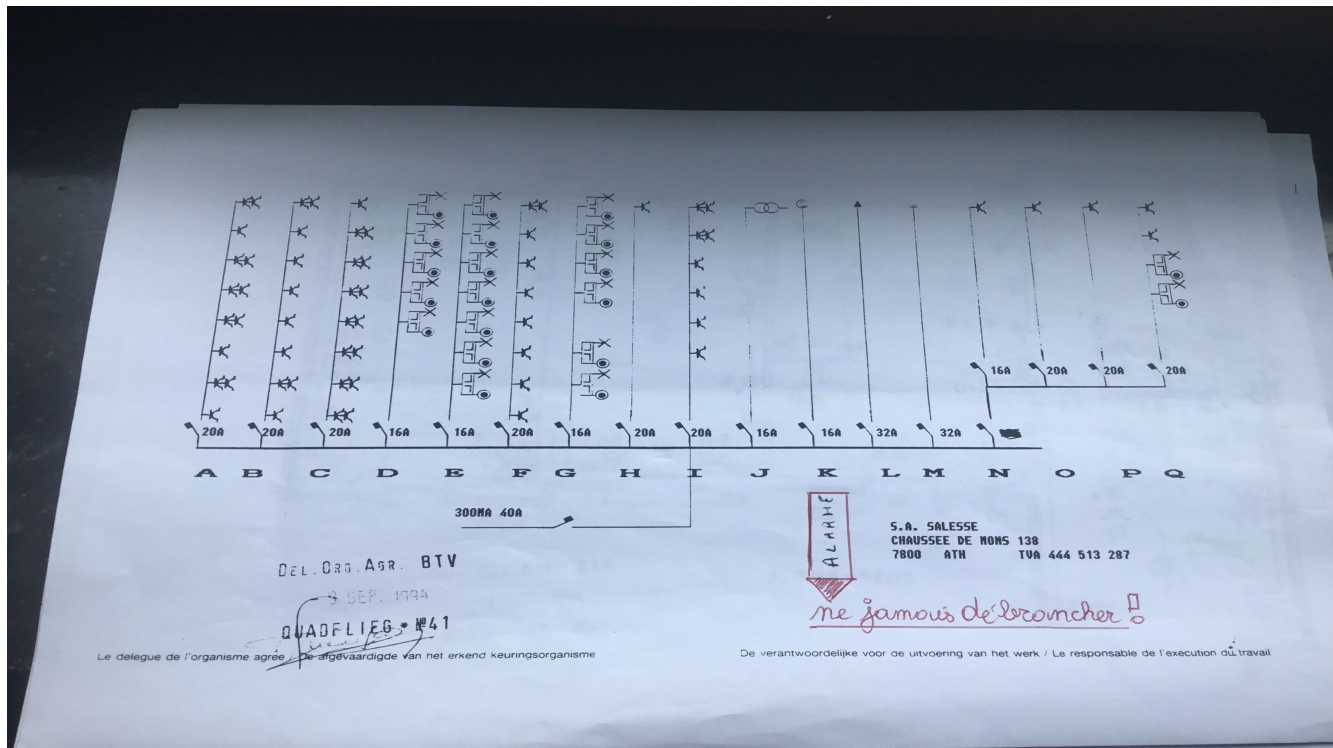 16A 20A 20A 20A
20A 20A 20A 16A 16A 20A 16A 20A 20A 16A 16A 32A 32A
A B C D E F G H I J K L M N O P Q
300MA 40A
ALARME
S.A. SALESSE
CHAUSSEE DE MONS 138
7800 ATH TVA 444 513 287
DEL.ORG.AGR. BTV
9 SEP. 1994
QUADFLIEG * N°41
ne jamais débrancher !
Le delegue de l'organisme agrée / De afgevaardigde van het erkend keuringsorganisme
De verantwoordelijke voor de uitvoering van het werk / Le responsable de l'execution du travail